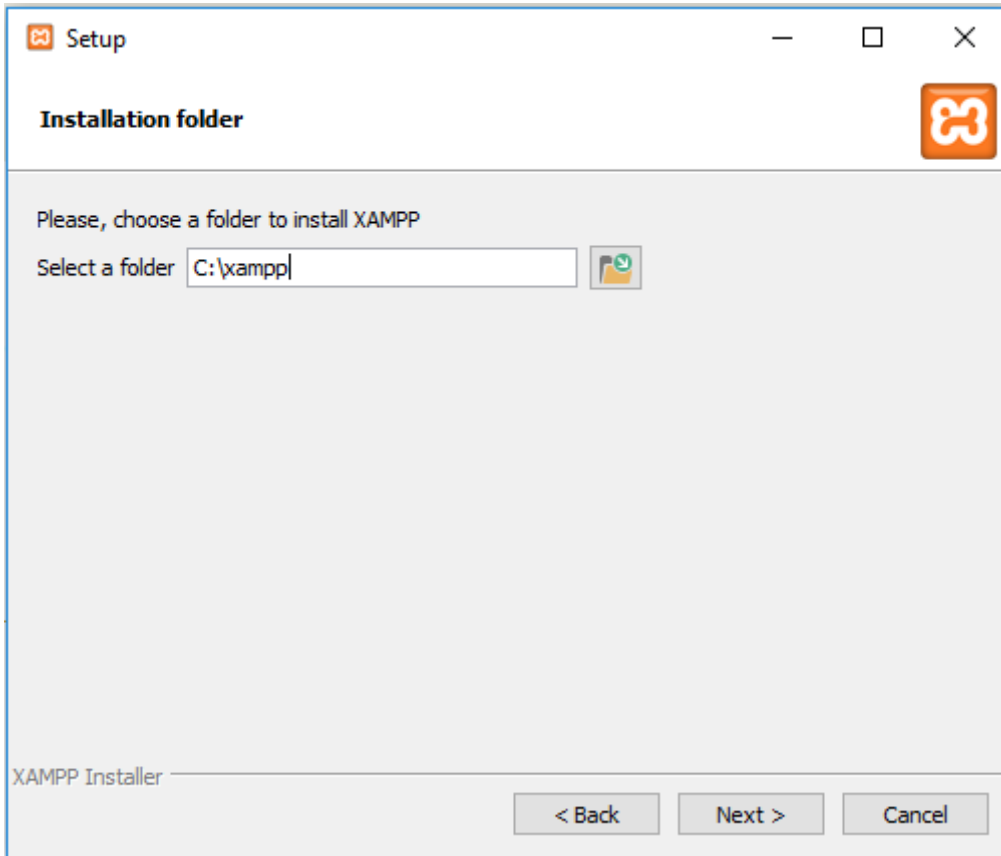 Setup
Installation folder
Please, choose a folder to install XAMPP
Select a folder C:\xampp
XAMPP Installer
< Back Next > Cancel